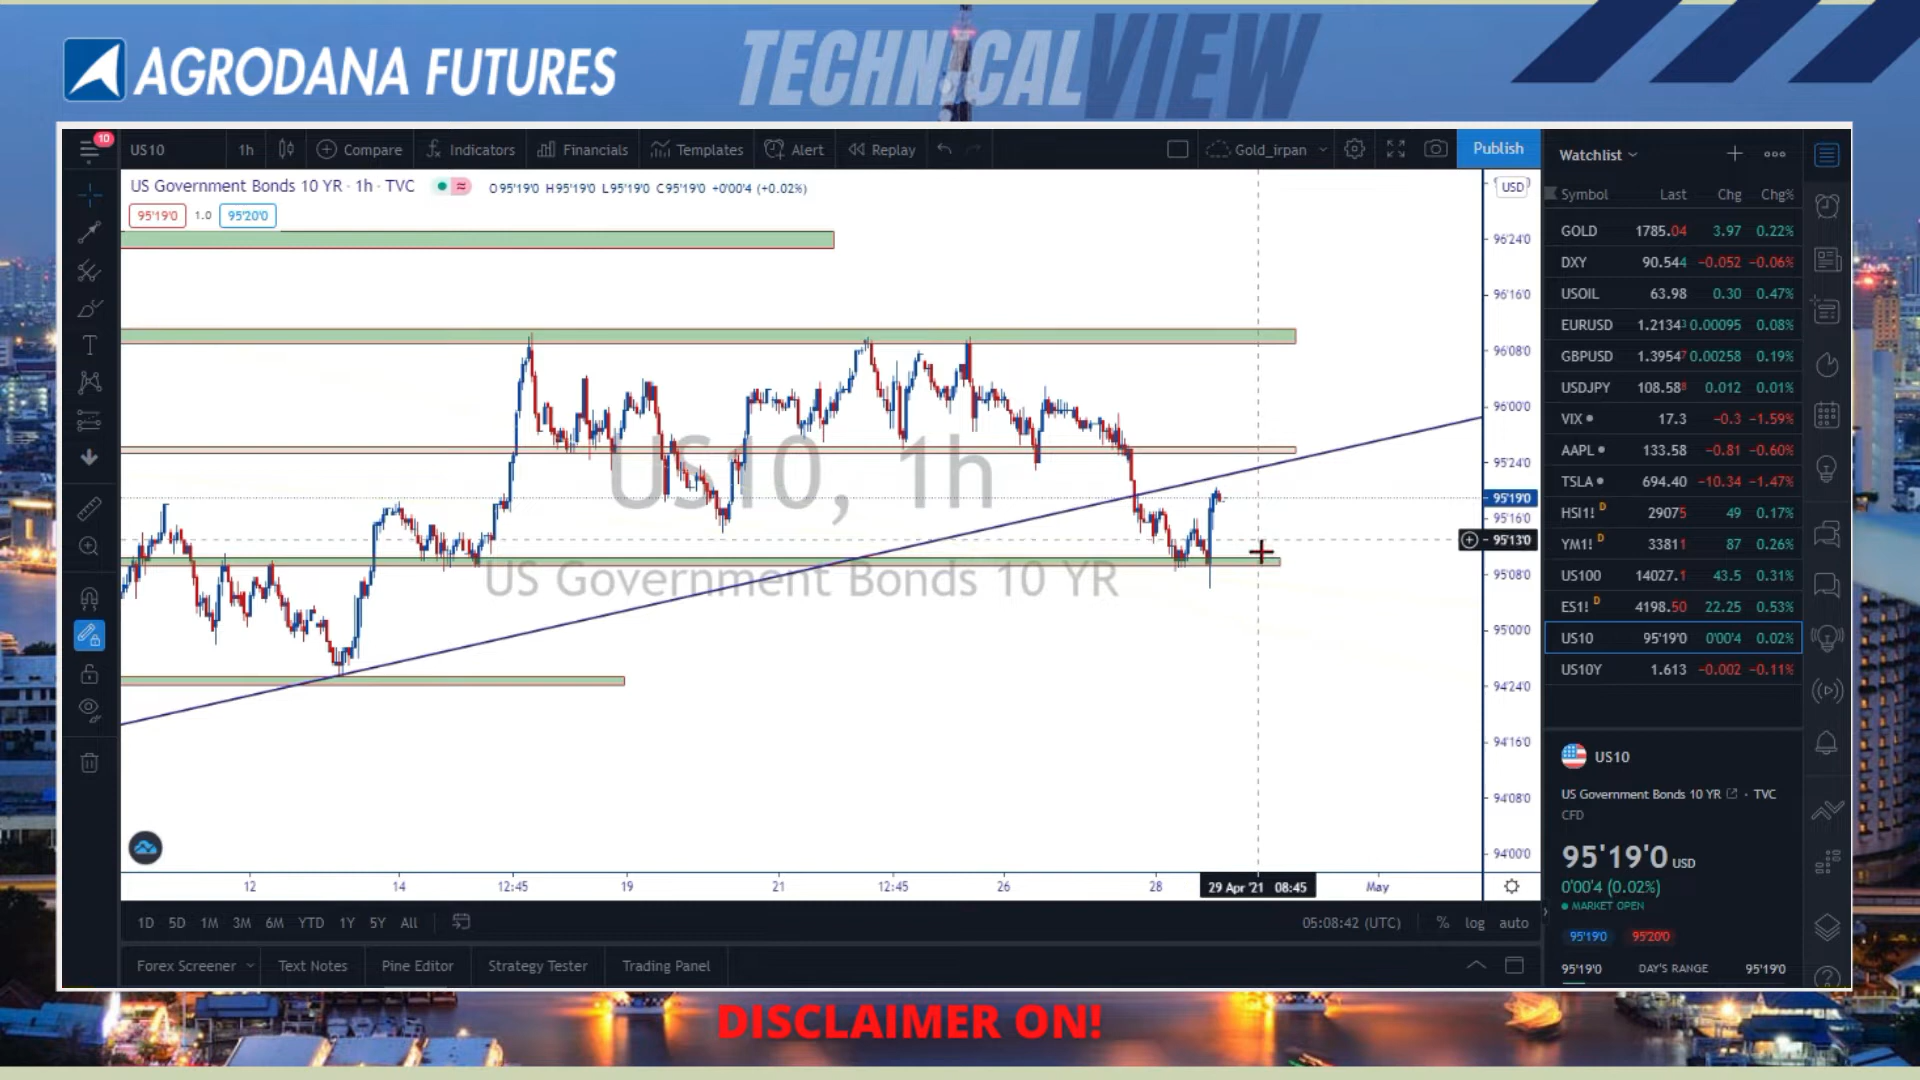 AGRODANA FUTURES
TECHNICAL VIEW
10
US10 1h Compare Indicators Financials Templates Alert Replay Gold_irpan Publish
US Government Bonds 10 YR · 1h · TVC O95'19'0 H95'19'0 L95'19'0 C95'19'0 +0'00'4 (+0.02%)
95'19'0 1.0 95'20'0
USD
96'24'0
96'16'0
96'08'0
96'00'0
95'24'0
95'19'0
95'16'0
95'13'0
95'08'0
95'00'0
94'24'0
94'16'0
94'08'0
94'00'0
US10, 1h
US Government Bonds 10 YR
12 14 12:45 19 21 12:45 26 28 29 Apr '21 08:45 May
1D 5D 1M 3M 6M YTD 1Y 5Y All 05:08:42 (UTC) % log auto
Forex Screener Text Notes Pine Editor Strategy Tester Trading Panel
Watchlist
Symbol Last Chg Chg%
GOLD 1785.04 3.97 0.22%
DXY 90.544 −0.052 −0.06%
USOIL 63.98 0.30 0.47%
EURUSD 1.21343 0.00095 0.08%
GBPUSD 1.39547 0.00258 0.19%
USDJPY 108.588 0.012 0.01%
VIX 17.3 −0.3 −1.59%
AAPL 133.58 −0.81 −0.60%
TSLA 694.40 −10.34 −1.47%
HSI1! D 29075 49 0.17%
YM1! D 33811 87 0.26%
US100 14027.1 43.5 0.31%
ES1! D 4198.50 22.25 0.53%
US10 95'19'0 0'00'4 0.02%
US10Y 1.613 −0.002 −0.11%
US10
US Government Bonds 10 YR · TVC
CFD
95'19'0 USD
0'00'4 (0.02%)
MARKET OPEN
95'19'0 95'20'0
95'19'0 DAY'S RANGE 95'19'0
DISCLAIMER ON!